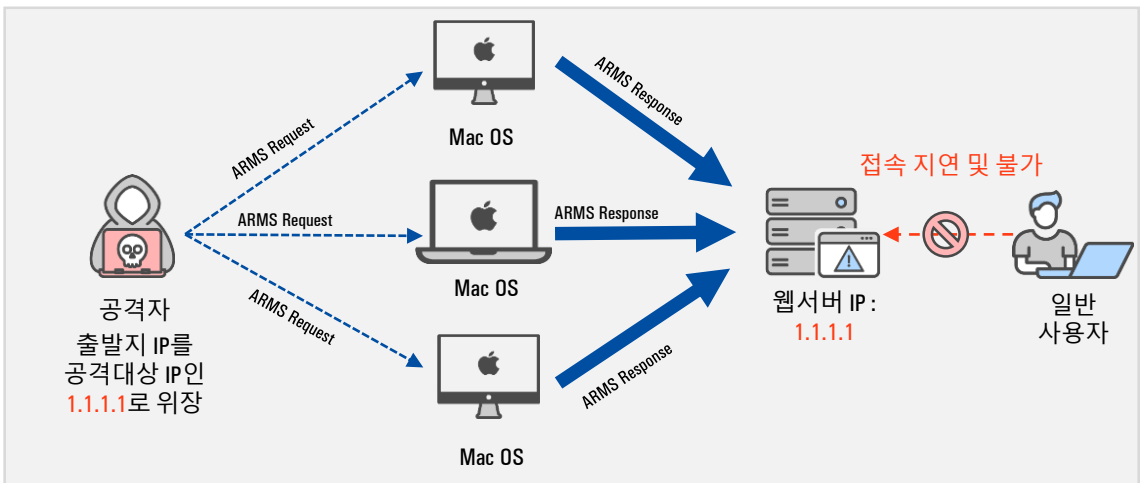 ARMS Request
ARMS Request
ARMS Request
Mac OS
Mac OS
Mac OS
ARMS Response
ARMS Response
ARMS Response
접속 지연 및 불가
공격자
출발지 IP를
공격대상 IP인
1.1.1.1로 위장
웹서버 IP :
1.1.1.1
일반
사용자